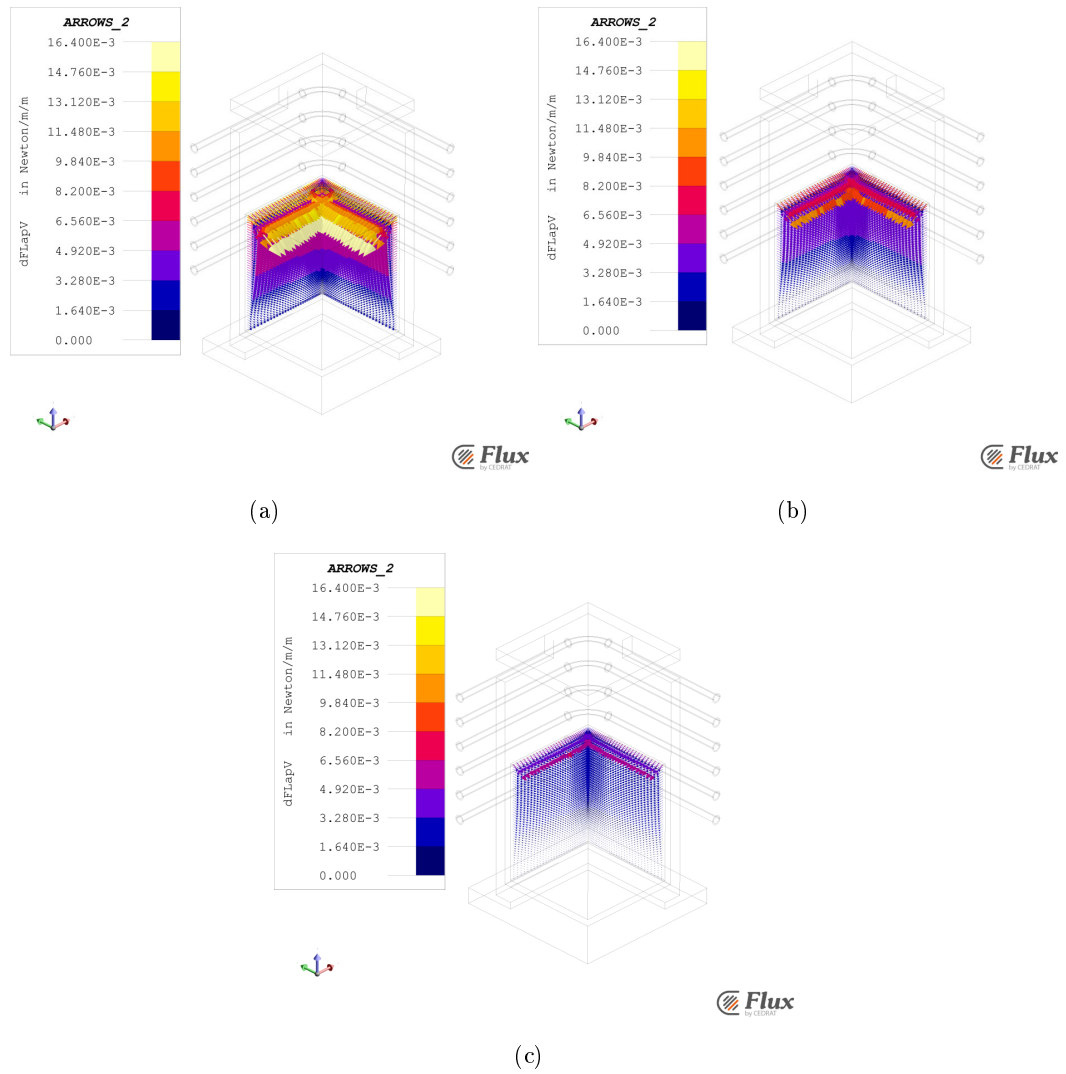 ARROWS_2
16.400E-3
14.760E-3
13.120E-3
11.480E-3
9.840E-3
8.200E-3
6.560E-3
4.920E-3
3.280E-3
1.640E-3
0.000
dFLapV in Newton/m/m
Flux
by CEDRAT
(a)
ARROWS_2
16.400E-3
14.760E-3
13.120E-3
11.480E-3
9.840E-3
8.200E-3
6.560E-3
4.920E-3
3.280E-3
1.640E-3
0.000
dFLapV in Newton/m/m
Flux
by CEDRAT
(b)
ARROWS_2
16.400E-3
14.760E-3
13.120E-3
11.480E-3
9.840E-3
8.200E-3
6.560E-3
4.920E-3
3.280E-3
1.640E-3
0.000
dFLapV in Newton/m/m
Flux
by CEDRAT
(c)